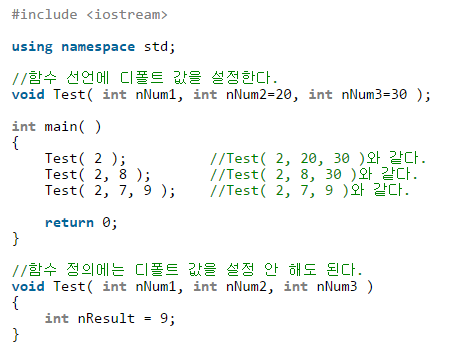 #include <iostream>
using namespace std;
//함수 선언에 디폴트 값을 설정한다.
void Test( int nNum1, int nNum2=20, int nNum3=30 );
int main( )
{
Test( 2 ); //Test( 2, 20, 30 )와 같다.
Test( 2, 8 ); //Test( 2, 8, 30 )와 같다.
Test( 2, 7, 9 ); //Test( 2, 7, 9 )와 같다.
return 0;
}
//함수 정의에는 디폴트 값을 설정 안 해도 된다.
void Test( int nNum1, int nNum2, int nNum3 )
{
int nResult = 9;
}